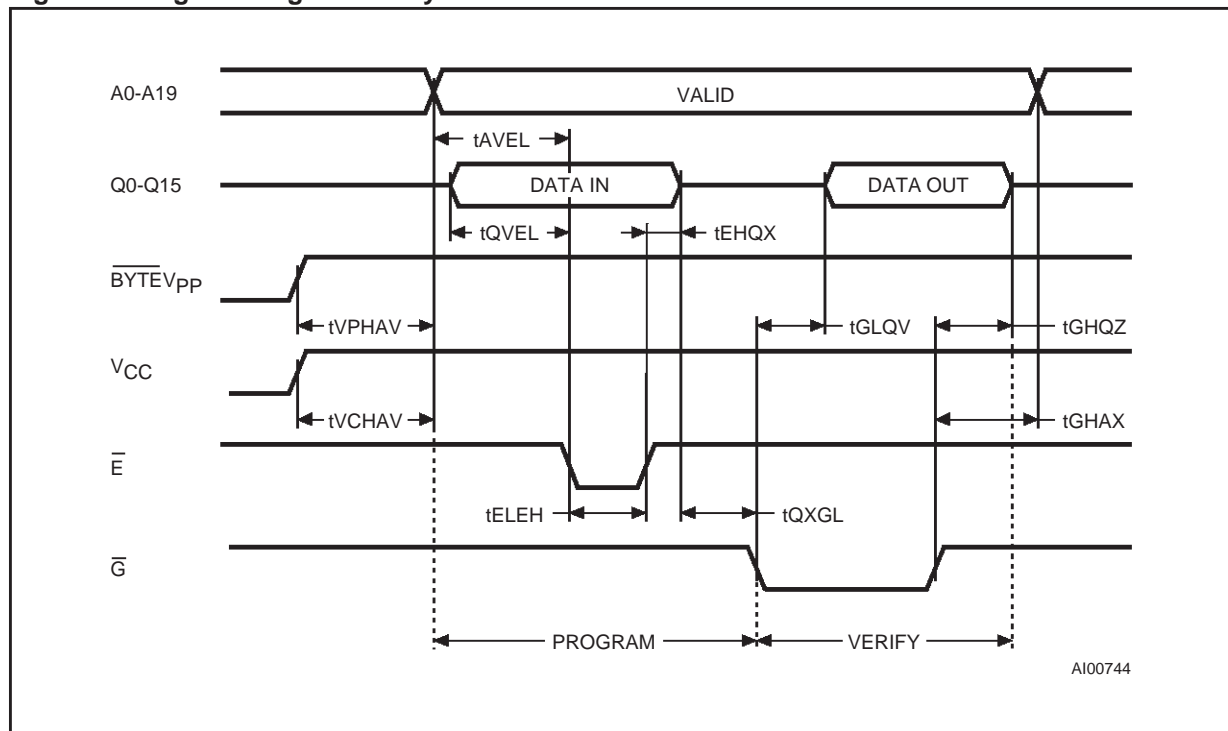 A0-A19
VALID
tAVEL
Q0-Q15
DATA IN
DATA OUT
tQVEL
tEHQX
BYTEVPP
tVPHAV
tGLQV
tGHQZ
VCC
tVCHAV
tGHAX
E
tELEH
tQXGL
G
PROGRAM
VERIFY
AI00744